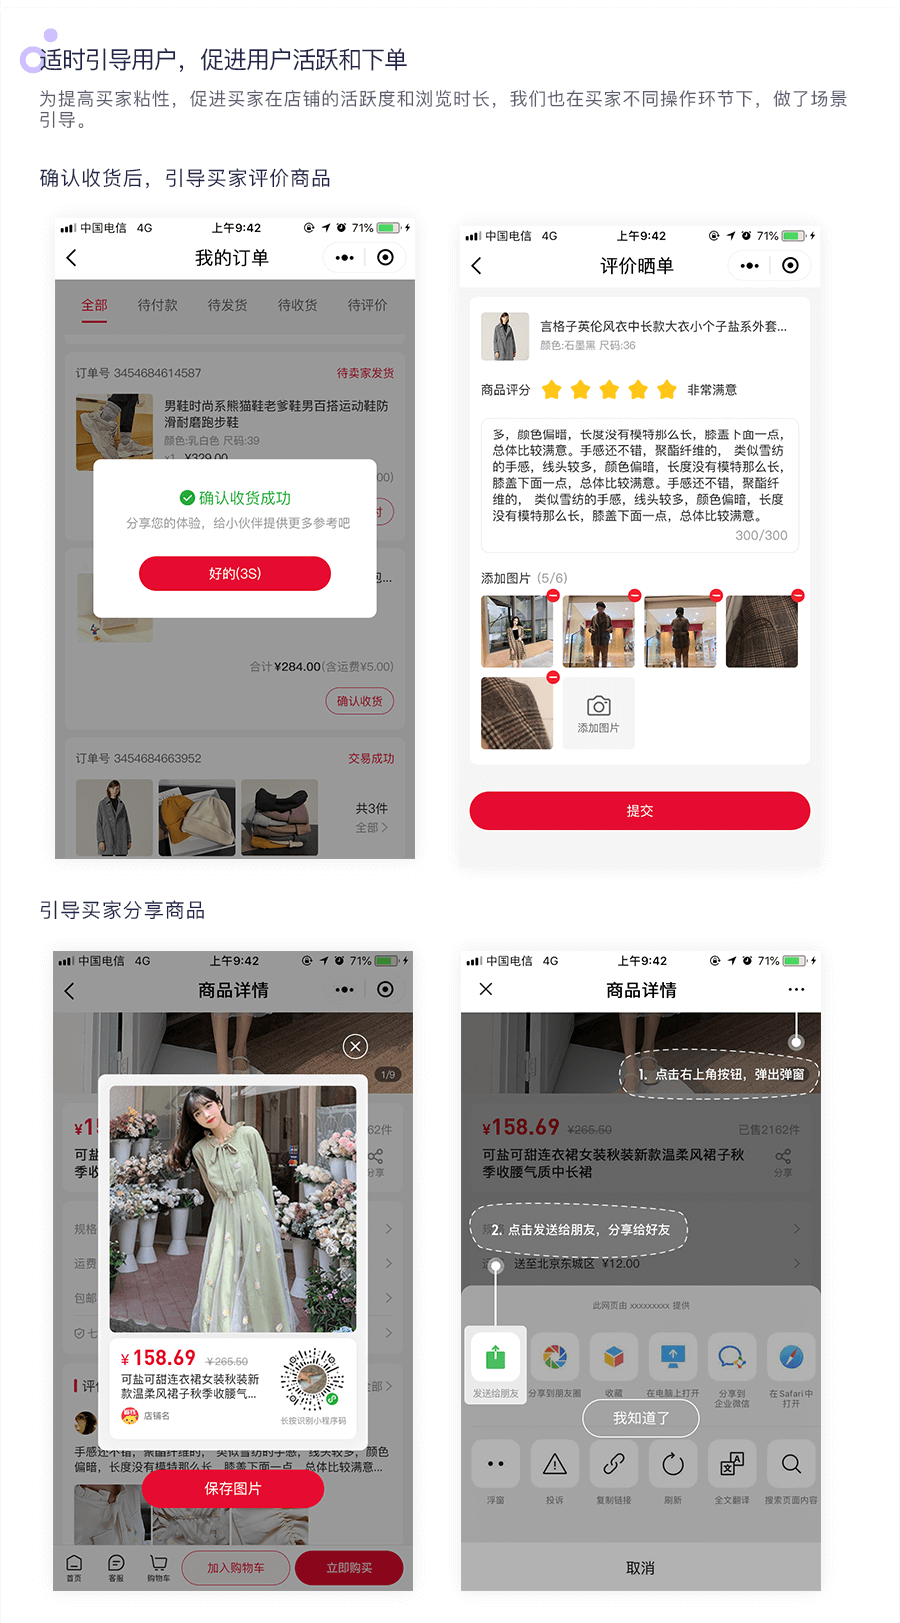 适时引导用户，促进用户活跃和下单
为提高买家粘性，促进买家在店铺的活跃度和浏览时长，我们也在买家不同操作环节下，做了场景
引导。
确认收货后，引导买家评价商品
中国电信 4G 上午9:42 71%
我的订单
全部 待付款 待发货 待收货 待评价
订单号 3454684614587 待卖家发货
男鞋时尚系熊猫鞋老爹鞋男百搭运动鞋防
滑耐磨跑步鞋
颜色:乳白色 尺码:39
x1 ¥329.00
00)
付
确认收货成功
分享您的体验，给小伙伴提供更多参考吧
好的(3S)
包...
合计¥284.00(含运费¥5.00)
确认收货
订单号 3454684663952 交易成功
共3件
全部
中国电信 4G 上午9:42 71%
评价晒单
言格子英伦风衣中长款大衣小个子盐系外套...
颜色:石墨黑 尺码:36
商品评分 非常满意
多，颜色偏暗，长度没有模特那么长，膝盖下面一点，
总体比较满意。手感还不错，聚酯纤维的， 类似雪纺
的手感，线头较多，颜色偏暗，长度没有模特那么长，
膝盖下面一点，总体比较满意。手感还不错，聚酯纤
维的， 类似雪纺的手感，线头较多，颜色偏暗，长度
没有模特那么长，膝盖下面一点，总体比较满意。
300/300
添加图片 (5/6)
添加图片
提交
引导买家分享商品
中国电信 4G 上午9:42 71%
商品详情
1/9
¥1 62件
可盐
季收 分享
规格
运费
包邮
七
评 部
¥ 158.69 ¥265.50
可盐可甜连衣裙女装秋装新
款温柔风裙子秋季收腰气...
店铺名
长按识别小程序码
手感还不错，聚酯纤维的， 类似雪纺的手感，线头较多，颜色
偏暗，长度没有模特那么长，膝盖下面一点，总体比较满意...
保存图片
首页 客服 购物车 加入购物车 立即购买
中国电信 4G 上午9:42 71%
商品详情
1. 点击右上角按钮，弹出弹窗
¥158.69 ¥265.50 已售2162件
可盐可甜连衣裙女装秋装新款温柔风裙子秋
季收腰气质中长裙
分享
2. 点击发送给朋友，分享给好友
送至北京东城区 ¥12.00
此网页由 xxxxxxxxx 提供
发送给朋友 分享到朋友圈 收藏 在电脑上打开 分享到 在Safari中
企业微信 打开
我知道了
浮窗 投诉 复制链接 刷新 全文翻译 搜索页面内容
取消